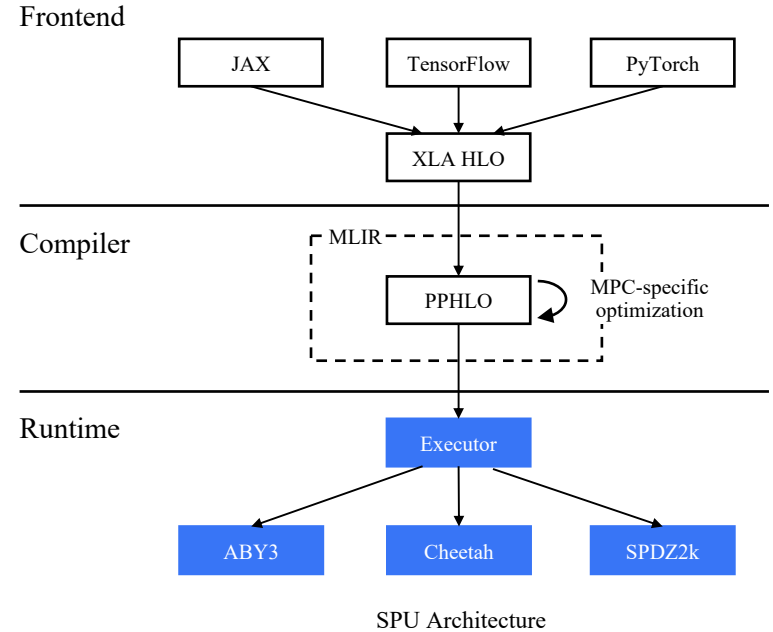 Frontend
JAX
TensorFlow
PyTorch
XLA HLO
Compiler
MLIR
PPHLO
MPC-specific
optimization
Runtime
Executor
ABY3
Cheetah
SPDZ2k
SPU Architecture